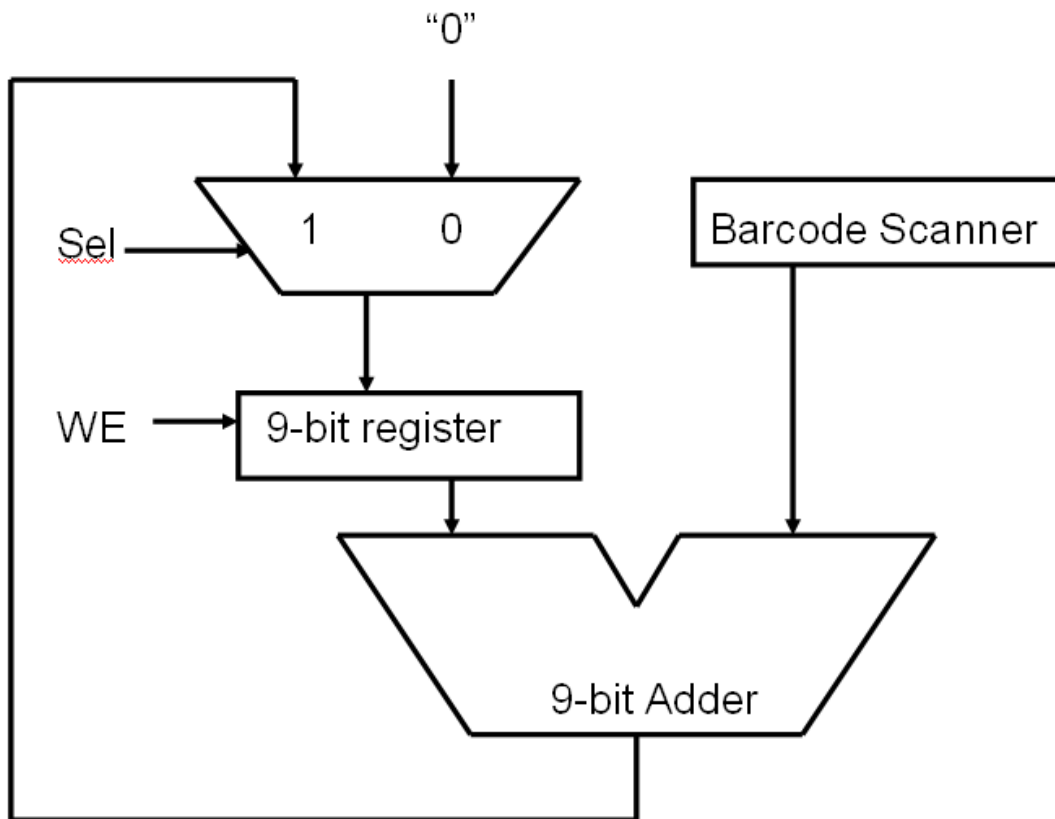 “0”
1 0
Sel
Barcode Scanner
WE
9-bit register
9-bit Adder